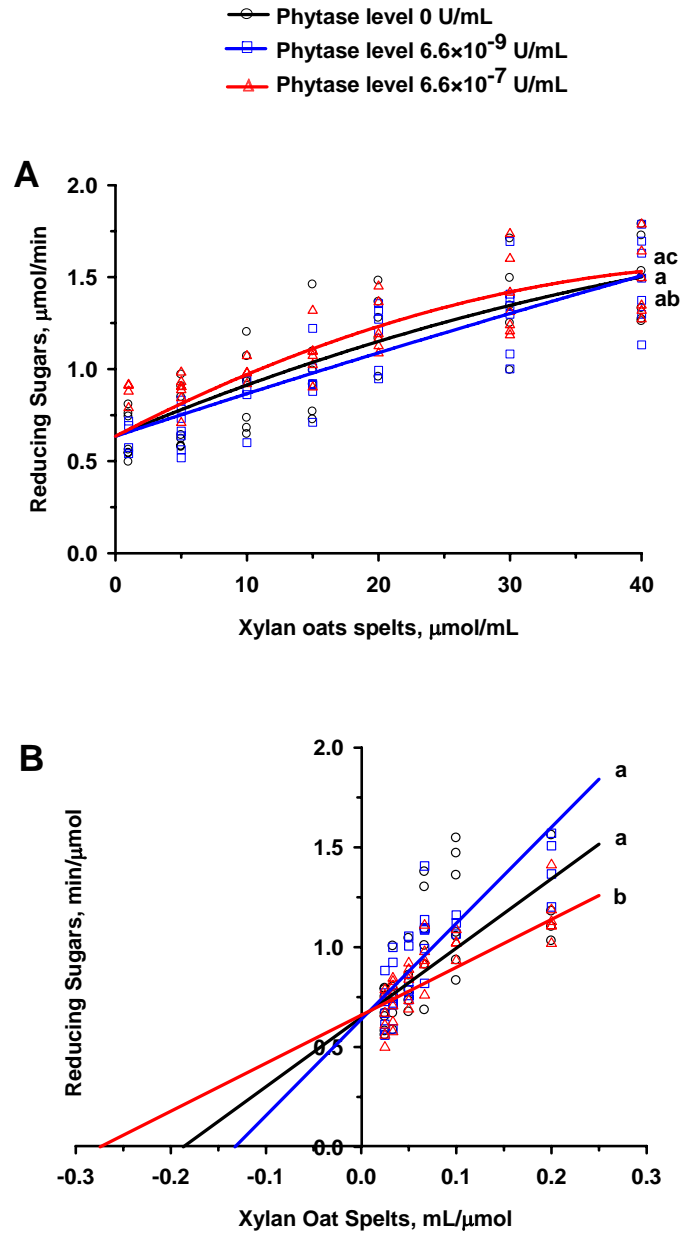 Phytase level 0 U/mL
Phytase level 6.6×10⁻⁹ U/mL
Phytase level 6.6×10⁻⁷ U/mL
A
2.0
1.5
1.0
0.5
0.0
Reducing Sugars, μmol/min
ac
a
ab
0 10 20 30 40
Xylan oats spelts, μmol/mL
B
2.0
1.5
1.0
0.5
0.0
Reducing Sugars, min/μmol
a
a
b
-0.3 -0.2 -0.1 0.0 0.1 0.2 0.3
Xylan Oat Spelts, mL/μmol